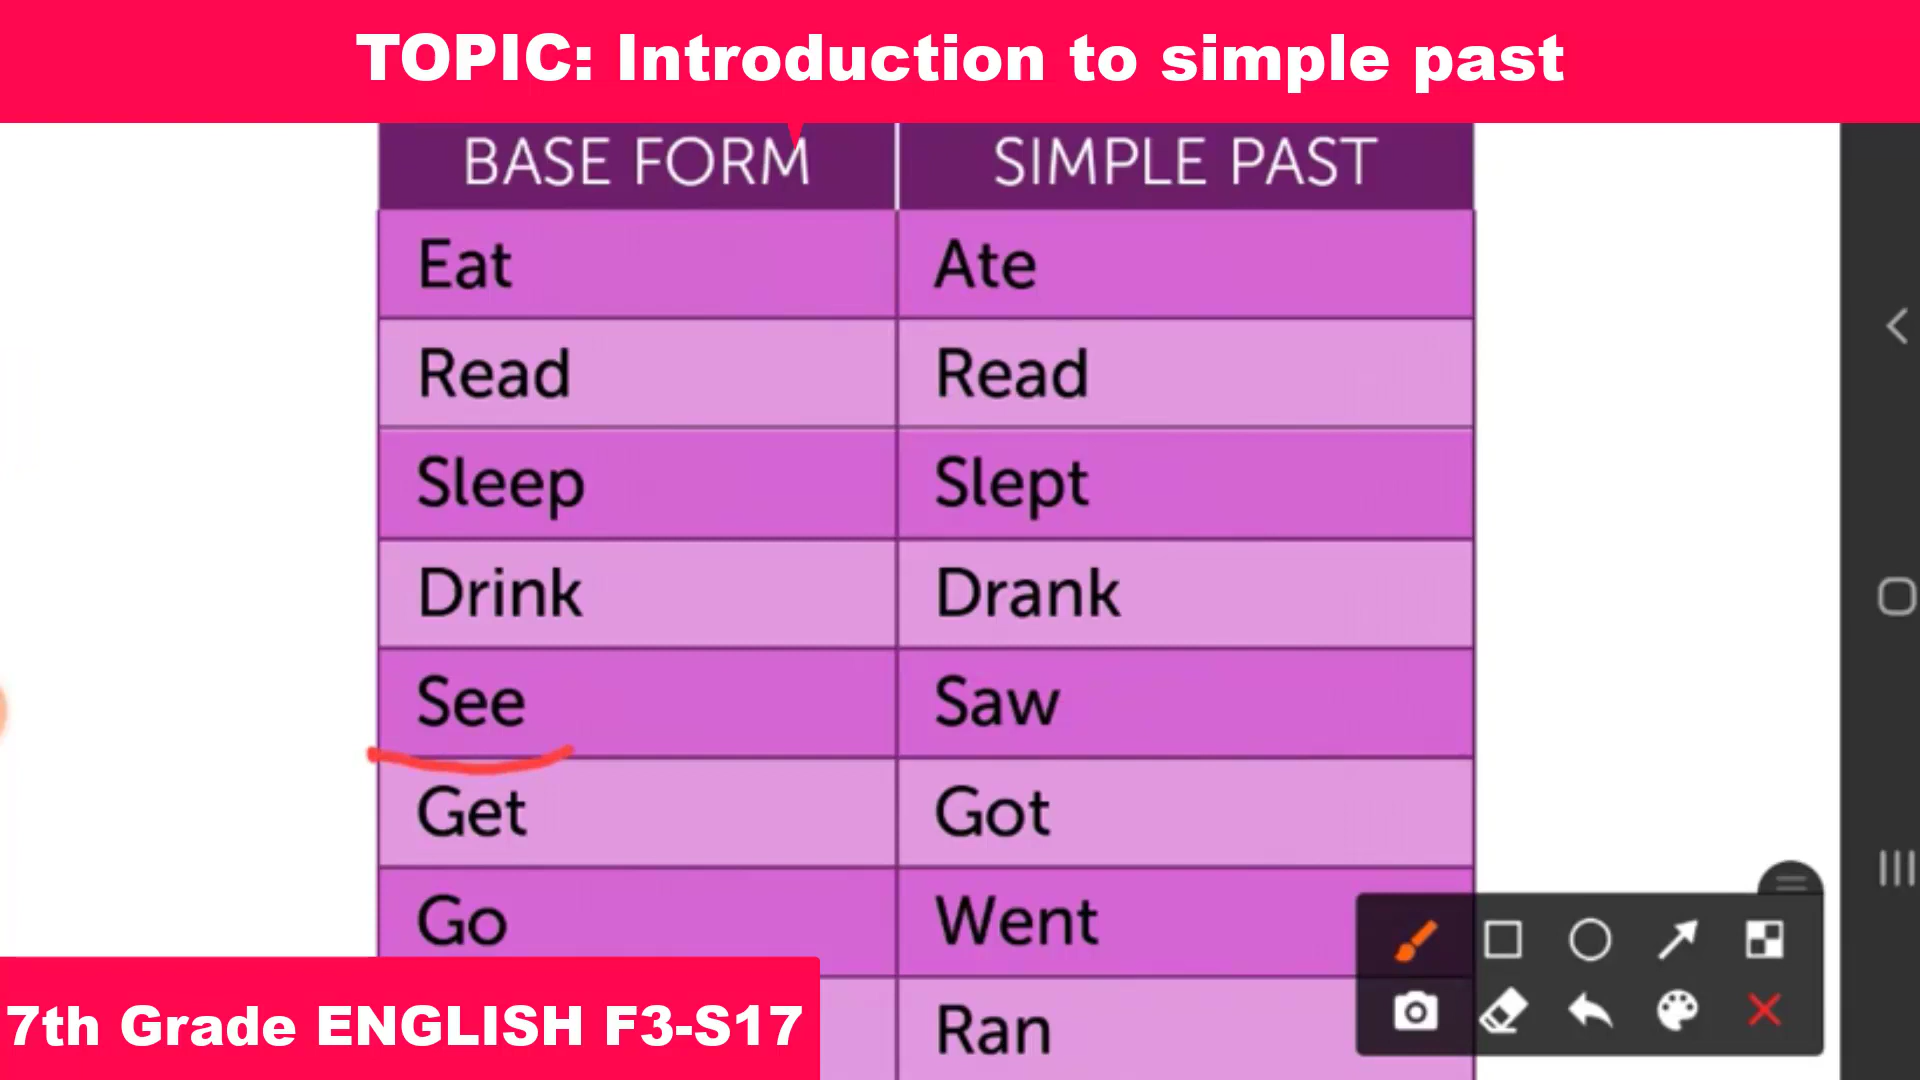 TOPIC: Introduction to simple past
BASE FORM SIMPLE PAST
Eat Ate
Read Read
Sleep Slept
Drink Drank
See Saw
Get Got
Go Went
Ran
7th Grade ENGLISH F3-S17